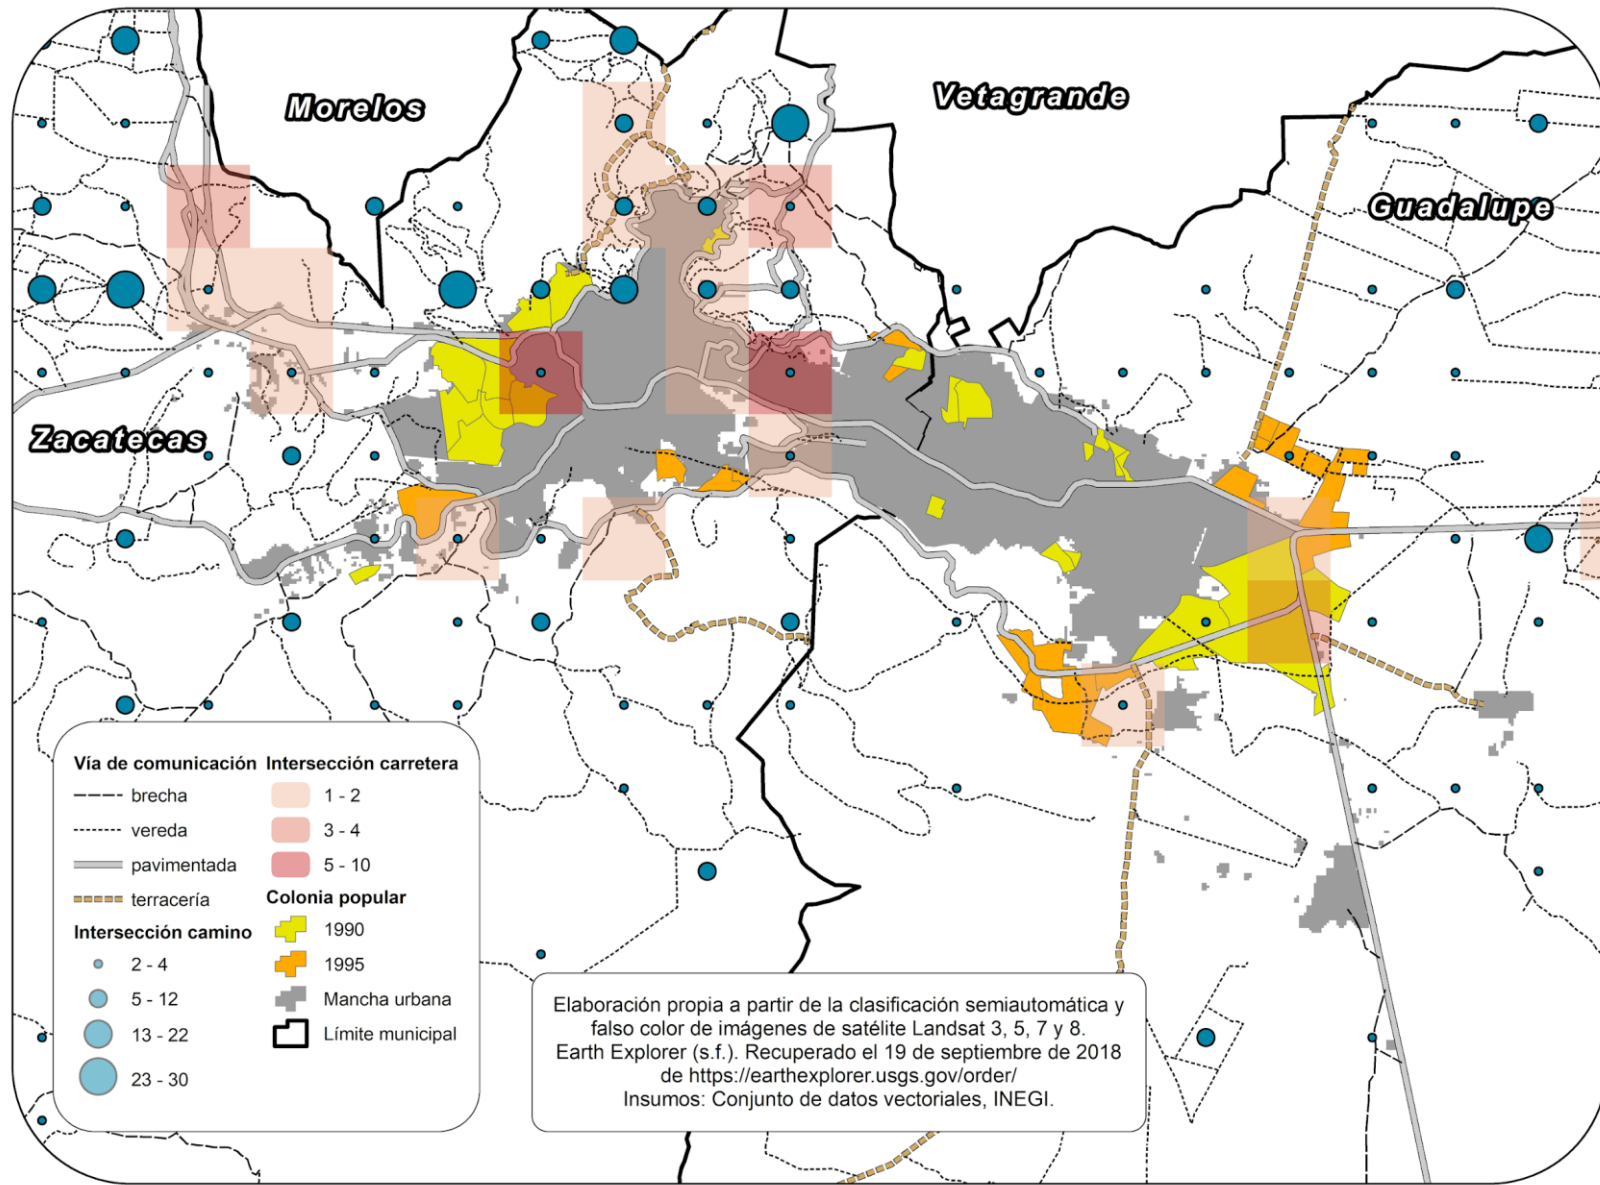 Morelos
Vetagrande
Guadalupe
Zacatecas
Vía de comunicación
brecha
vereda
pavimentada
terracería
Intersección camino
2 - 4
5 - 12
13 - 22
23 - 30
Intersección carretera
1 - 2
3 - 4
5 - 10
Colonia popular
1990
1995
Mancha urbana
Límite municipal
Elaboración propia a partir de la clasificación semiautomática y
falso color de imágenes de satélite Landsat 3, 5, 7 y 8.
Earth Explorer (s.f.). Recuperado el 19 de septiembre de 2018
de https://earthexplorer.usgs.gov/order/
Insumos: Conjunto de datos vectoriales, INEGI.